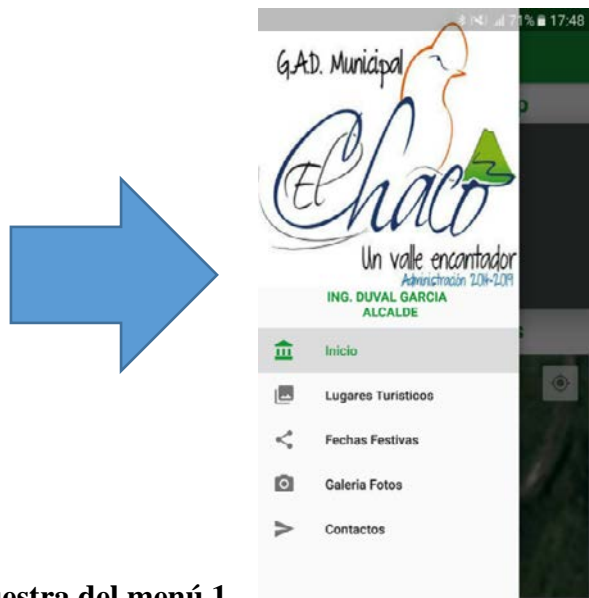 71% 17:48
G.A.D. Municipal
El Chaco
Un valle encantador
Administración 2014-2019
ING. DUVAL GARCIA
ALCALDE
Inicio
Lugares Turisticos
Fechas Festivas
Galeria Fotos
Contactos
estra del menú 1